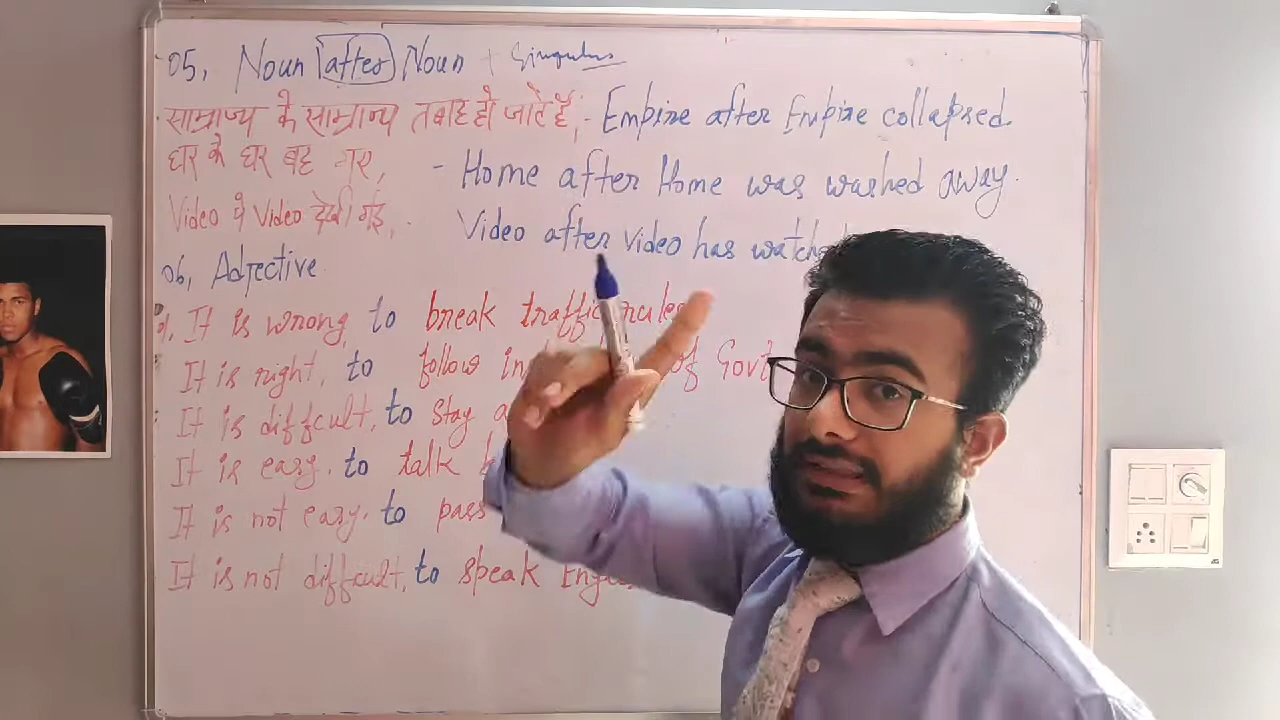 05, Noun after Noun + Singular
साम्राज्य के साम्राज्य तबाह हो जाते हैं, - Empire after Empire collapsed.
घर के घर बह गए, - Home after Home was washed away.
Video पे Video देखी गई, - Video after Video has watche
06, Adjective
It is wrong, to break traffic rules
It is right, to follow in of Govt
It is difficult, to stay a
It is easy, to talk
It is not easy, to pass
It is not difficult, to speak Engl